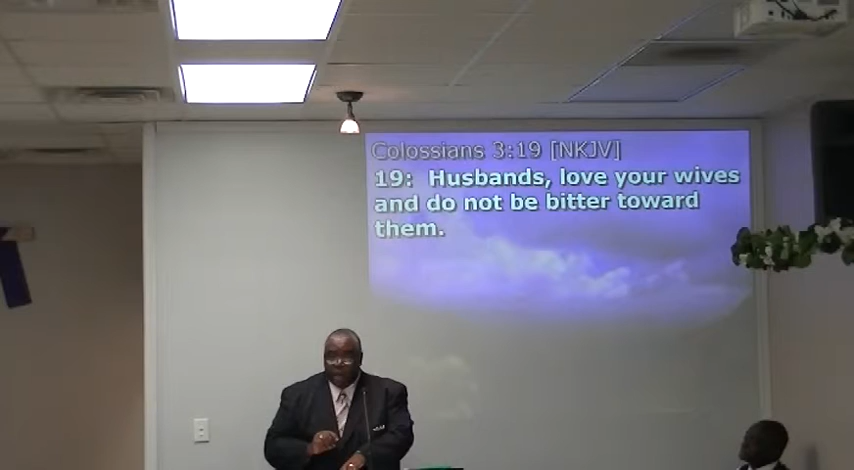 Colossians 3:19 [NKJV]
19: Husbands, love your wives
and do not be bitter toward
them.